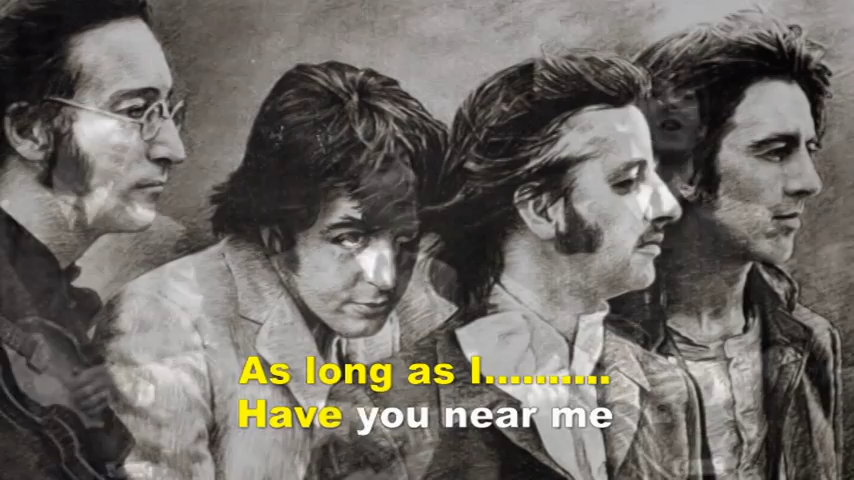 As long as I..........
Have you near me